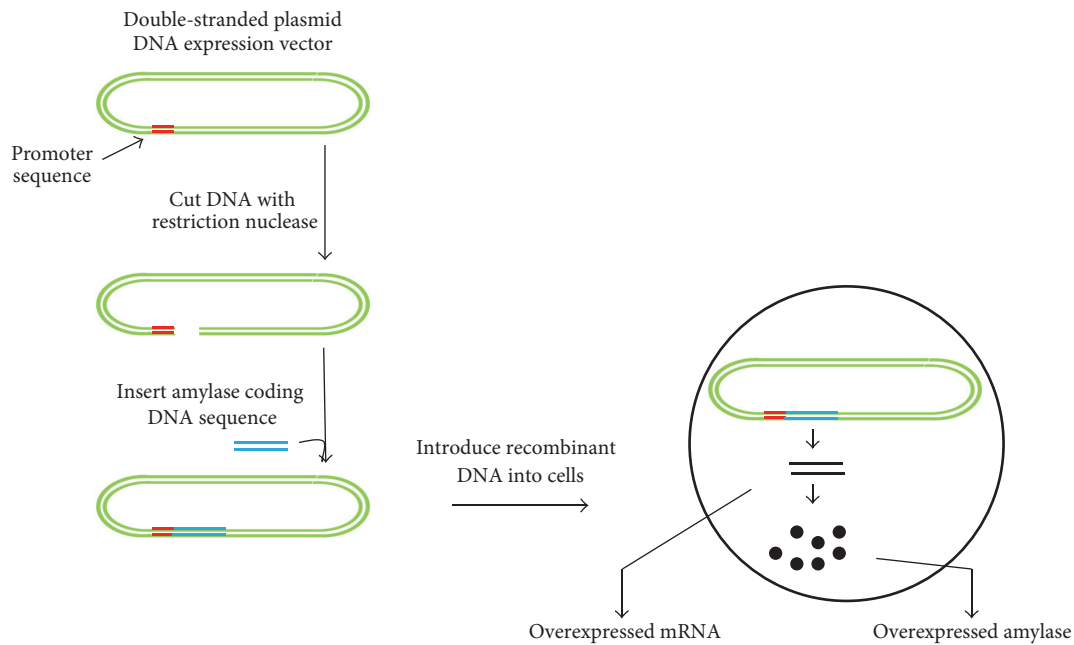 Double-stranded plasmid
DNA expression vector
Promoter
sequence
Cut DNA with
restriction nuclease
Insert amylase coding
DNA sequence
Introduce recombinant
DNA into cells
Overexpressed mRNA
Overexpressed amylase